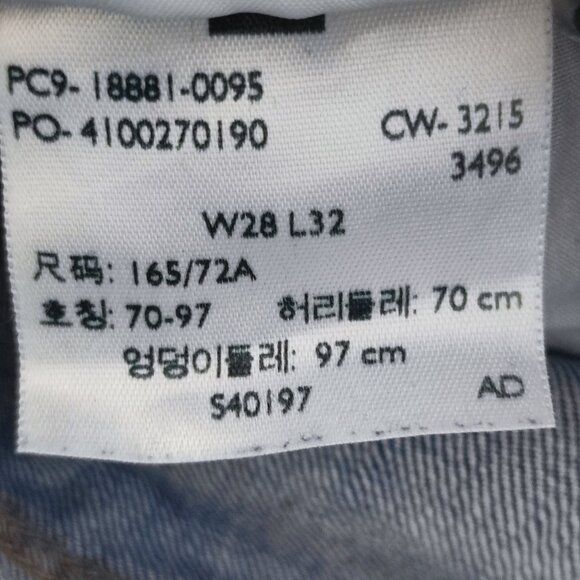 PC9-18881-0095
PO-4100270190
CW-3215
3496
W28 L32
尺码: 165/72A
호칭: 70-97 허리둘레: 70 cm
엉덩이둘레: 97 cm
S40197
AD